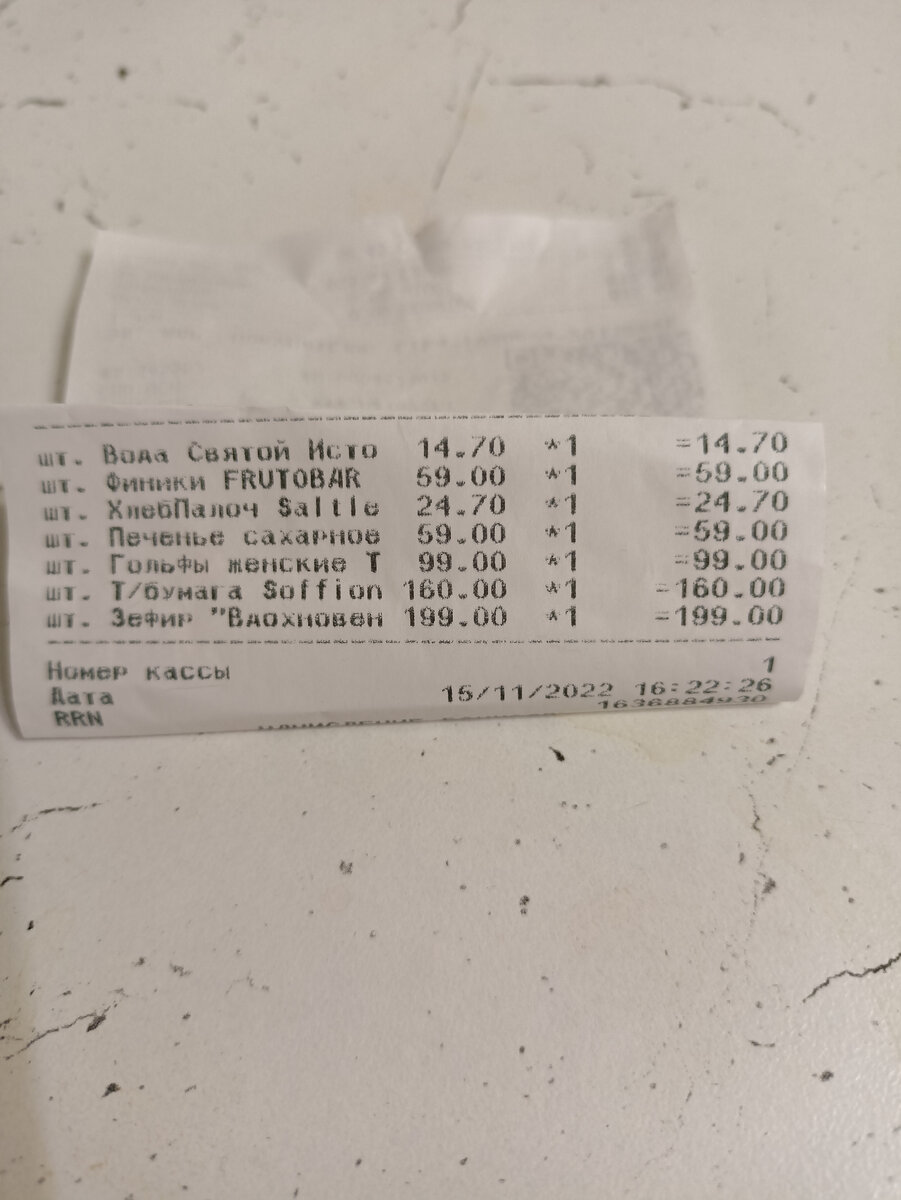 шт. Вода Святой Исто 14.70 *1 =14.70
шт. Финики FRUTOBAR 59.00 *1 =59.00
шт. ХлебПалоч Saltle 24.70 *1 =24.70
шт. Печенье сахарное 59.00 *1 =59.00
шт. Гольфы женские Т 99.00 *1 =99.00
шт. Т/бумага Soffion 160.00 *1 =160.00
шт. Зефир "Вдохновен 199.00 *1 =199.00
Номер кассы 1
Дата 15/11/2022 16:22:26
RRN 1636884930